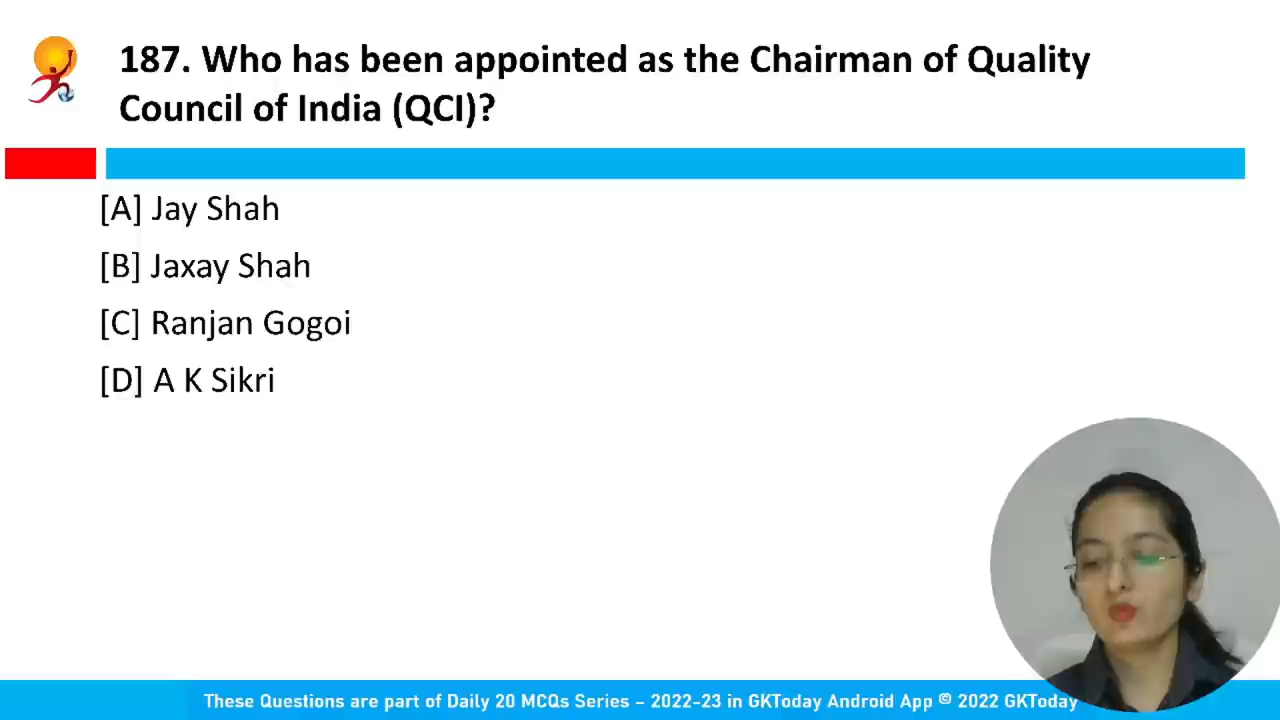 187. Who has been appointed as the Chairman of Quality
Council of India (QCI)?
[A] Jay Shah
[B] Jaxay Shah
[C] Ranjan Gogoi
[D] A K Sikri
These Questions are part of Daily 20 MCQs Series – 2022-23 in GKToday Android App © 2022 GKToday